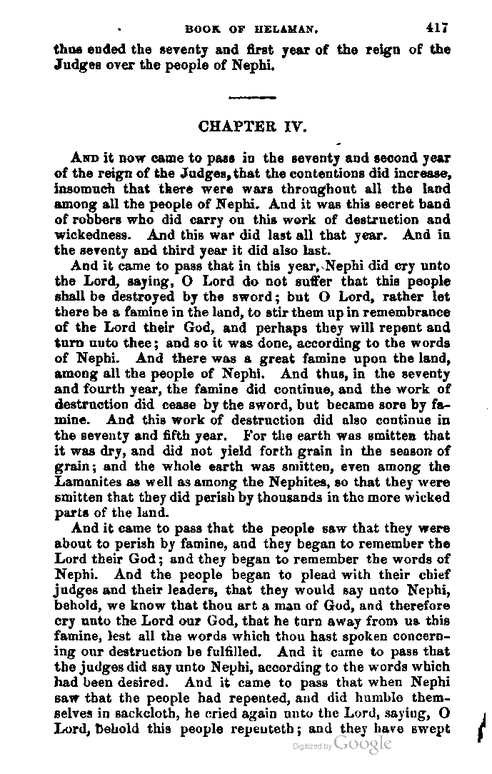 BOOK OF HELAMAN. 417
thus ended the seventy and first year of the reign of the
Judges over the people of Nephi.
CHAPTER IV.
AND it now came to pass in the seventy and second year
of the reign of the Judges, that the contentions did increase,
insomuch that there were wars throughout all the land
among all the people of Nephi. And it was this secret band
of robbers who did carry on this work of destruction and
wickedness. And this war did last all that year. And in
the seventy and third year it did also last.
And it came to pass that in this year, Nephi did cry unto
the Lord, saying, O Lord do not suffer that this people
shall be destroyed by the sword; but O Lord, rather let
there be a famine in the land, to stir them up in remembrance
of the Lord their God, and perhaps they will repent and
turn unto thee; and so it was done, according to the words
of Nephi. And there was a great famine upon the land,
among all the people of Nephi. And thus, in the seventy
and fourth year, the famine did continue, and the work of
destruction did cease by the sword, but became sore by fa-
mine. And this work of destruction did also continue in
the seventy and fifth year. For the earth was smitten that
it was dry, and did not yield forth grain in the season of
grain; and the whole earth was smitten, even among the
Lamanites as well as among the Nephites, so that they were
smitten that they did perish by thousands in the more wicked
parts of the land.
And it came to pass that the people saw that they were
about to perish by famine, and they began to remember the
Lord their God; and they began to remember the words of
Nephi. And the people began to plead with their chief
judges and their leaders, that they would say unto Nephi,
behold, we know that thou art a man of God, and therefore
cry unto the Lord our God, that he turn away from us this
famine, lest all the words which thou hast spoken concern-
ing our destruction be fulfilled. And it came to pass that
the judges did say unto Nephi, according to the words which
had been desired. And it came to pass that when Nephi
saw that the people had repented, and did humble them-
selves in sackcloth, he cried again unto the Lord, saying, O
Lord, behold this people repenteth; and they have swept
Digitized by Google